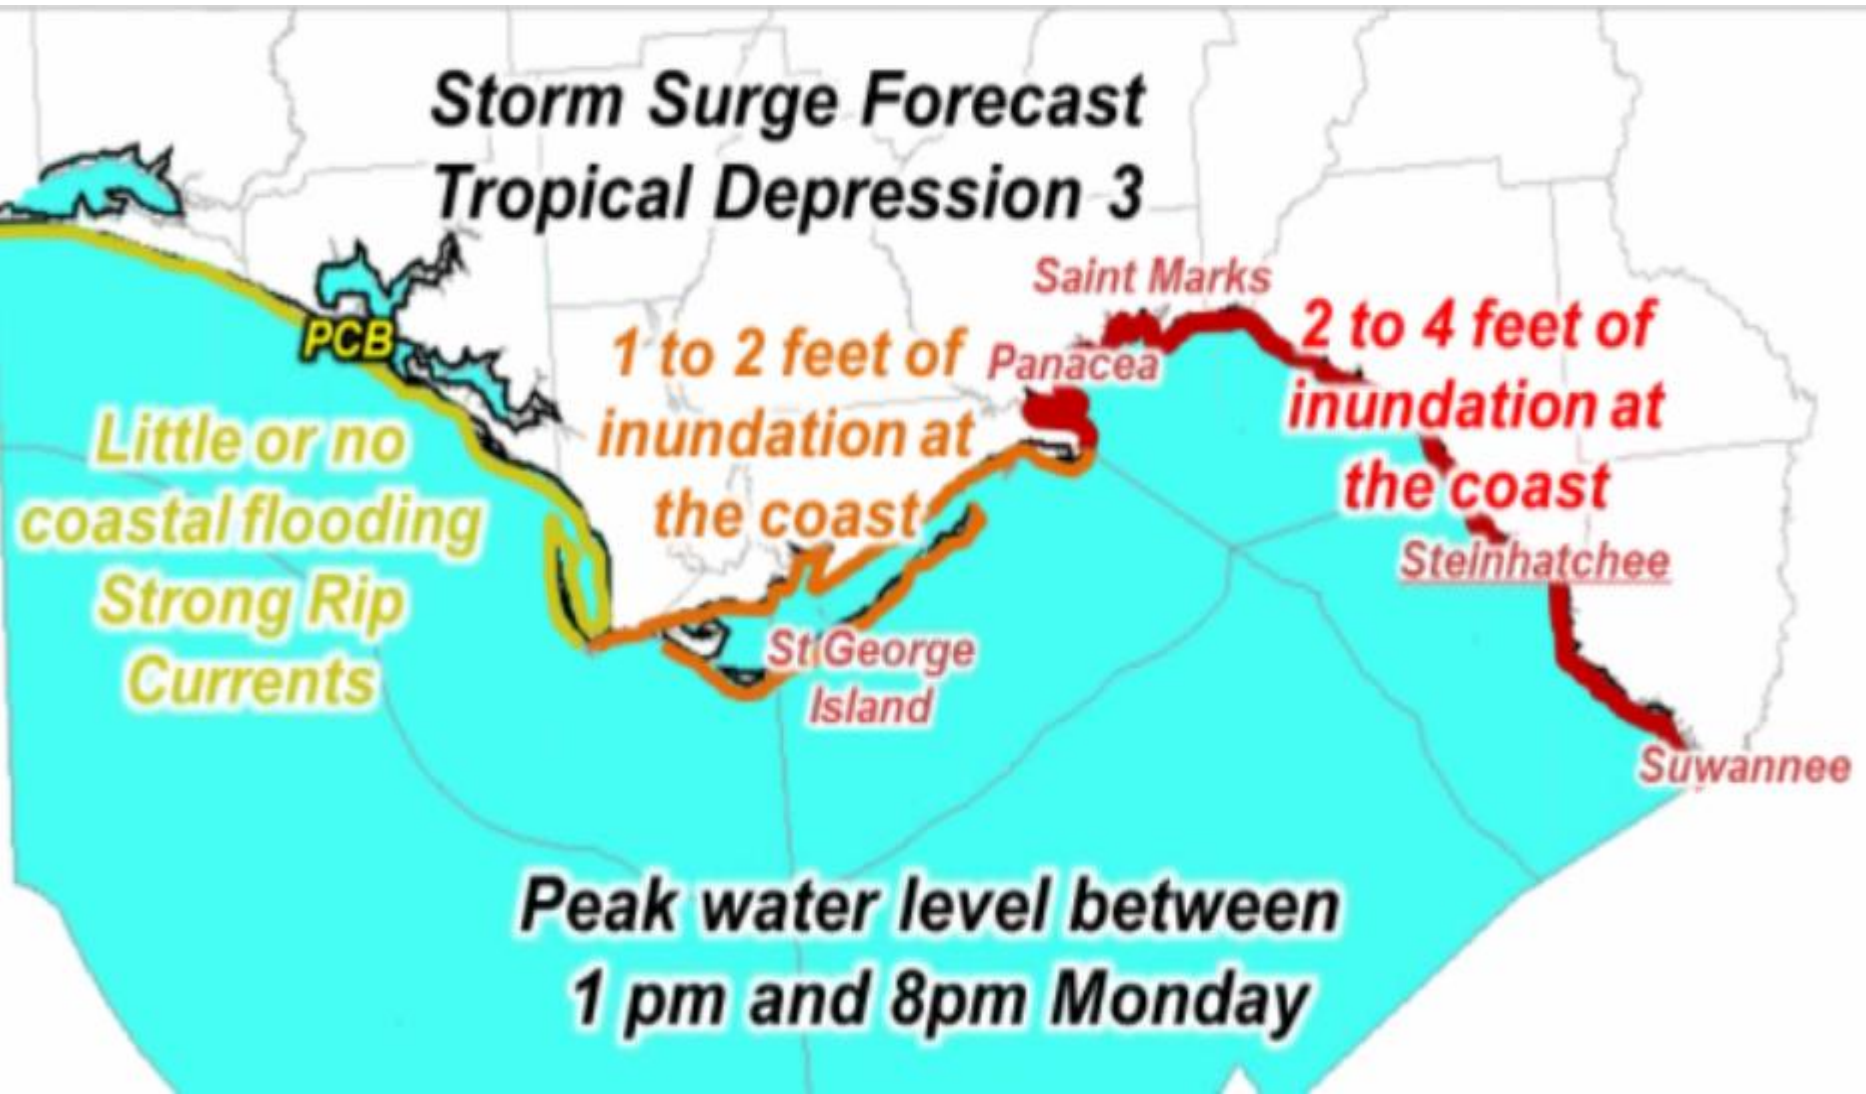 Storm Surge Forecast
Tropical Depression 3
Saint Marks
Panacea
2 to 4 feet of
inundation at
the coast
1 to 2 feet of
inundation at
the coast
PCB
Little or no
coastal flooding
Strong Rip
Currents
Steinhatchee
St George
Island
Suwannee
Peak water level between
1 pm and 8pm Monday